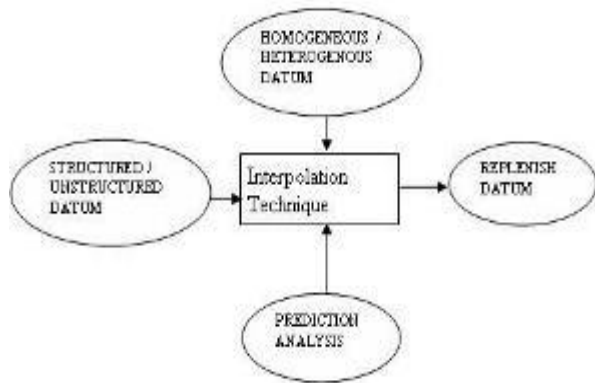 HOMOGENEOUS /
HETEROGENOUS
DATUM
STRUCTURED /
UNSTRUCTURED
DATUM
Interpolation
Technique
REPLENISH
DATUM
PREDICTION
ANALYSIS